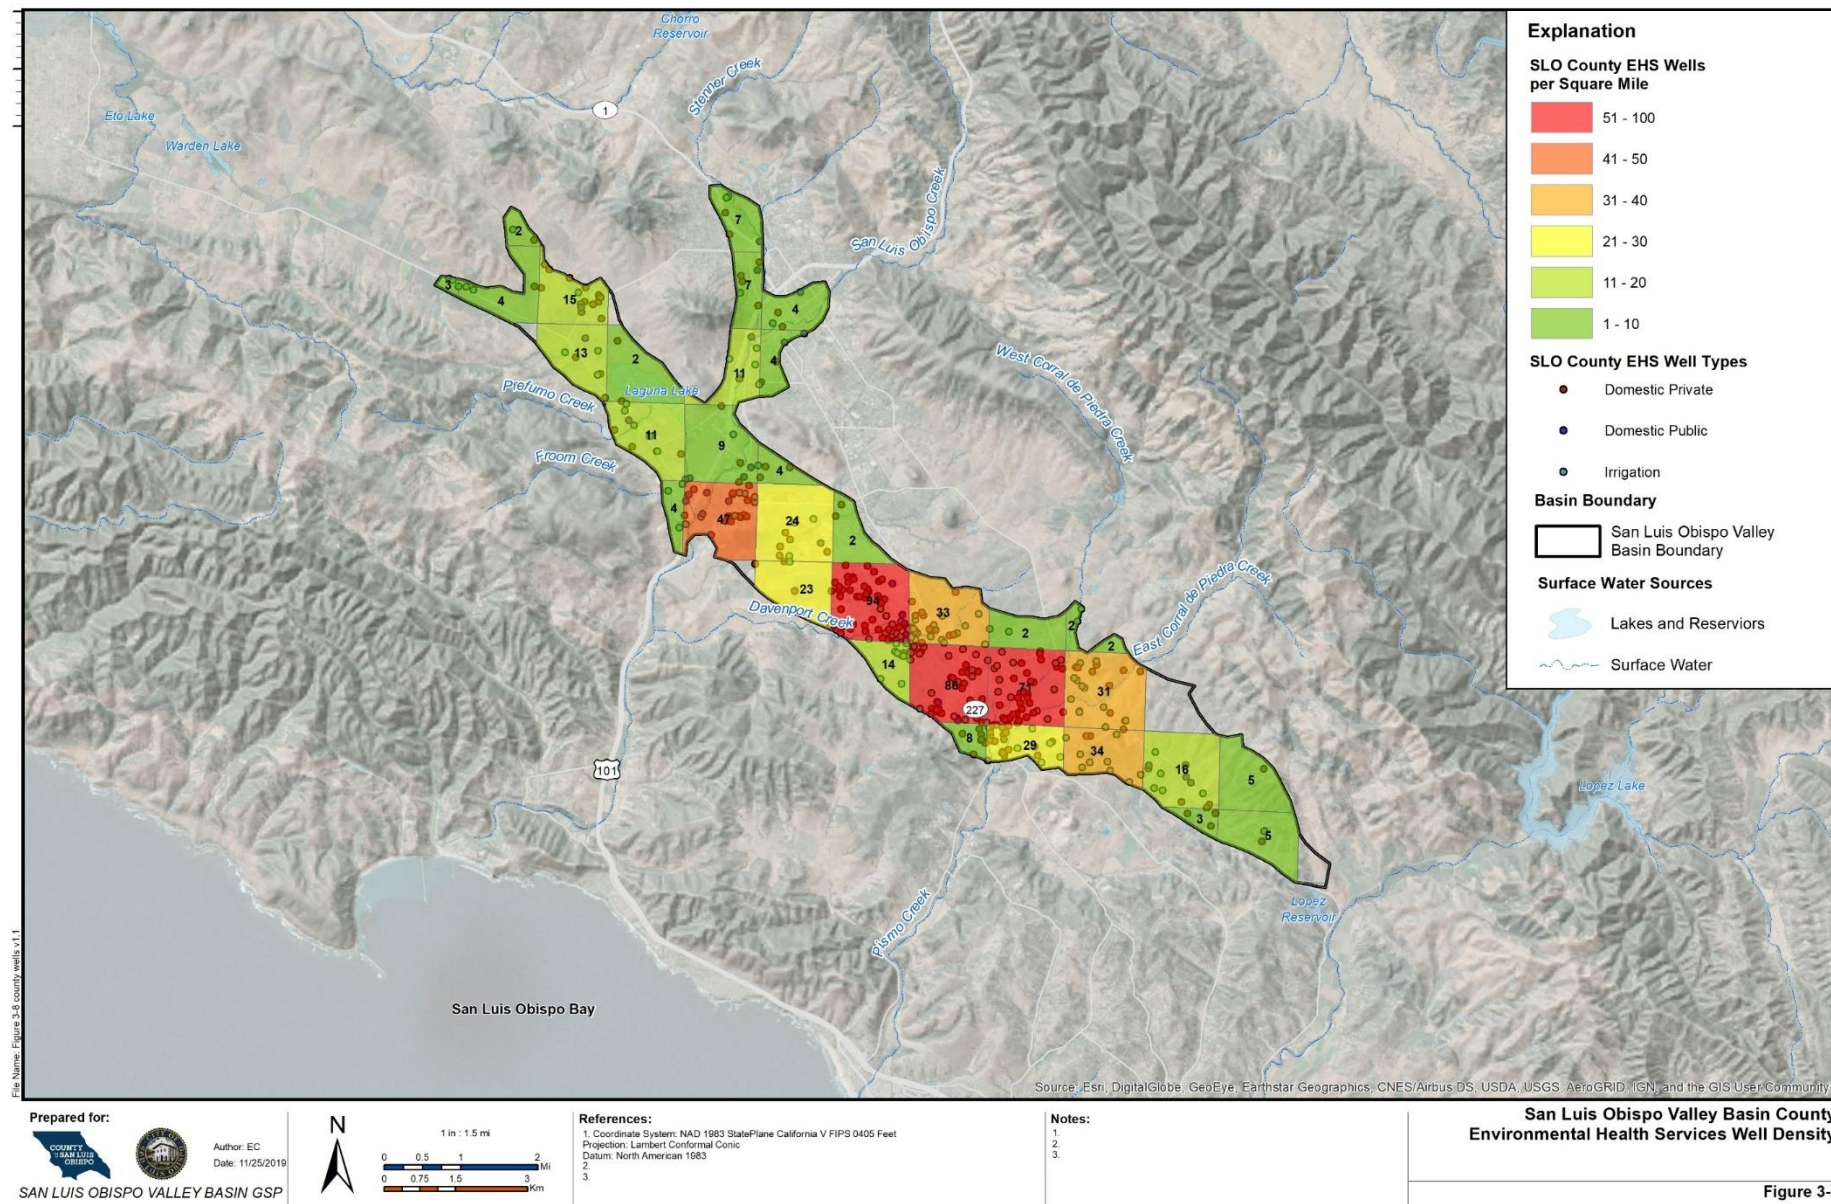 Chorro
Reservoir
Stenner Creek
1
Eto Lake
Warden Lake
San Luis Obispo Creek
7
2
3
4
15
7
4
13
2
11
4
Laguna Lake
Prefumo Creek
West Corral de Piedra Creek
11
9
4
Froom Creek
4
47
24
2
East Corral de Piedra Creek
23
94
33
Davenport Creek
2
2
2
14
86
71
31
227
8
29
34
16
5
101
Lopez Lake
3
5
Pismo Creek
Lopez
Reservoir
San Luis Obispo Bay
Source: Esri, DigitalGlobe, GeoEye, Earthstar Geographics, CNES/Airbus DS, USDA, USGS, AeroGRID, IGN, and the GIS User Community
Explanation
SLO County EHS Wells
per Square Mile
51 - 100
41 - 50
31 - 40
21 - 30
11 - 20
1 - 10
SLO County EHS Well Types
Domestic Private
Domestic Public
Irrigation
Basin Boundary
San Luis Obispo Valley
Basin Boundary
Surface Water Sources
Lakes and Reserviors
Surface Water
File Name: Figure 3-8 county wells v1.1
Prepared for:
COUNTY
OF SAN LUIS
OBISPO
Author: EC
Date: 11/25/2019
SAN LUIS OBISPO VALLEY BASIN GSP
N
1 in : 1.5 mi
0 0.5 1 2
Mi
0 0.75 1.5 3
Km
References:
1. Coordinate System: NAD 1983 StatePlane California V FIPS 0405 Feet
Projection: Lambert Conformal Conic
Datum: North American 1983
2.
3.
Notes:
1.
2.
3.
San Luis Obispo Valley Basin County
Environmental Health Services Well Density
Figure 3-